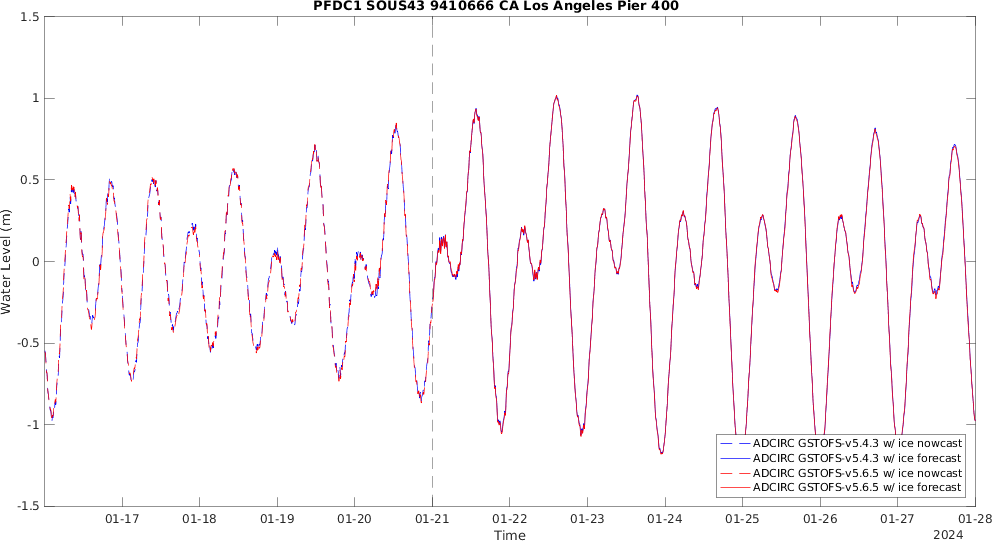 PFDC1 SOUS43 9410666 CA Los Angeles Pier 400
1.5
1
0.5
0
-0.5
-1
-1.5
Water Level (m)
01-17 01-18 01-19 01-20 01-21 01-22 01-23 01-24 01-25 01-26 01-27 01-28
Time
2024
ADCIRC GSTOFS-v5.4.3 w/ ice nowcast
ADCIRC GSTOFS-v5.4.3 w/ ice forecast
ADCIRC GSTOFS-v5.6.5 w/ ice nowcast
ADCIRC GSTOFS-v5.6.5 w/ ice forecast